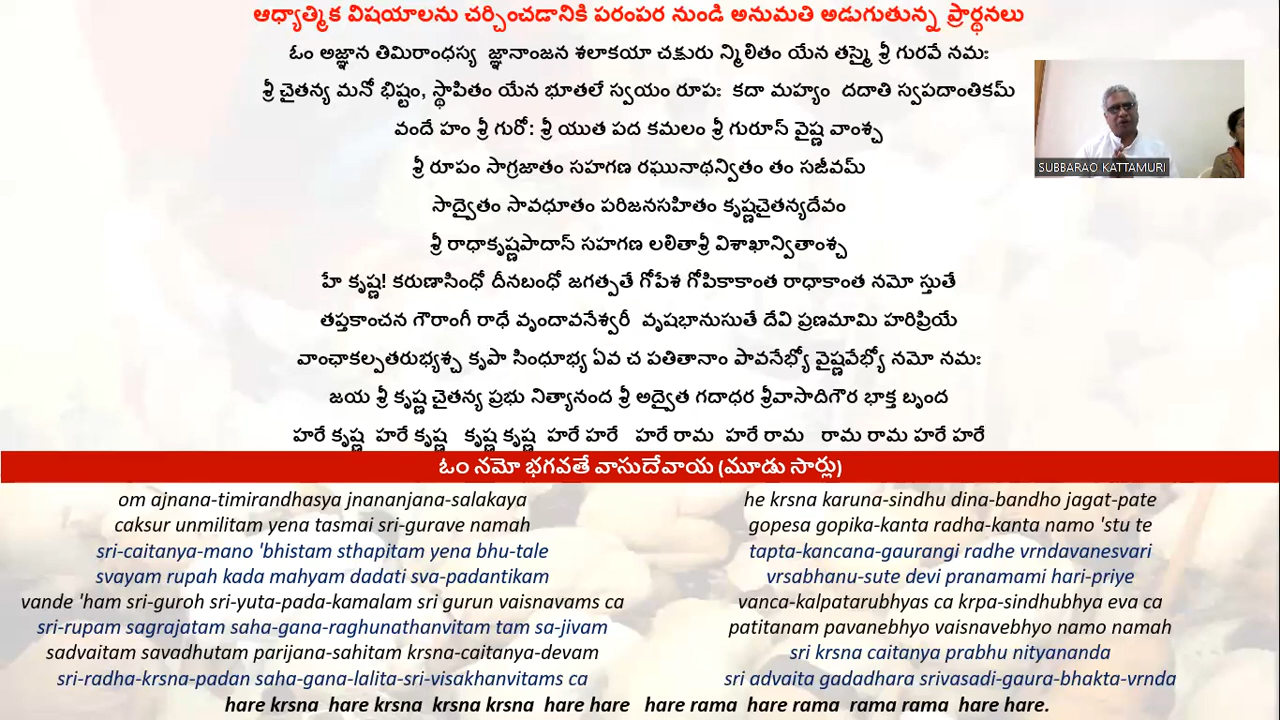 ఆధ్యాత్మిక విషయాలను చర్చించడానికి పరంపర నుండి అనుమతి అడుగుతున్న ప్రార్థనలు
ఓం అజ్ఞాన తిమిరాంధస్య జ్ఞానాంజన శలాకయా చక్షురు న్మిలితం యేన తస్మై శ్రీ గురవే నమః
శ్రీ చైతన్య మనో భిష్టం, స్థాపితం యేన భూతలే స్వయం రూపః కదా మహ్యం దదాతి స్వపదాంతికమ్
వందే హం శ్రీ గురో: శ్రీ యుత పద కమలం శ్రీ గురూస్ వైష్ణ వాంశ్చ
శ్రీ రూపం సాగ్రజాతం సహగణ రఘునాథన్వితం తం సజీవమ్
సాద్వైతం సావధూతం పరిజనసహితం కృష్ణచైతన్యదేవం
శ్రీ రాధాకృష్ణపాదాస్ సహగణ లలితాశ్రీ విశాఖాన్వితాంశ్చ
హే కృష్ణ! కరుణాసింధో దీనబంధో జగత్పతే గోపేశ గోపికాకాంత రాధాకాంత నమో స్తుతే
తప్తకాంచన గౌరాంగీ రాధే వృందావనేశ్వరీ వృషభానుసుతే దేవి ప్రణమామి హరిప్రియే
వాంఛాకల్పతరుభ్యశ్చ కృపా సింధూభ్య ఏవ చ పతితానాం పావనేభ్యో వైష్ణవేభ్యో నమో నమః
జయ శ్రీ కృష్ణ చైతన్య ప్రభు నిత్యానంద శ్రీ అద్వైత గదాధర శ్రీవాసాదిగౌర భాక్త బృంద
హరే కృష్ణ హరే కృష్ణ కృష్ణ కృష్ణ హరే హరే హరే రామ హరే రామ రామ రామ హరే హరే
SUBBARAO KATTAMURI
ఓం నమో భగవతే వాసుదేవాయ (మూడు సార్లు)
om ajnana-timirandhasya jnananjana-salakaya
caksur unmilitam yena tasmai sri-gurave namah
sri-caitanya-mano 'bhistam sthapitam yena bhu-tale
svayam rupah kada mahyam dadati sva-padantikam
vande 'ham sri-guroh sri-yuta-pada-kamalam sri gurun vaisnavams ca
sri-rupam sagrajatam saha-gana-raghunathanvitam tam sa-jivam
sadvaitam savadhutam parijana-sahitam krsna-caitanya-devam
sri-radha-krsna-padan saha-gana-lalita-sri-visakhanvitams ca
he krsna karuna-sindhu dina-bandho jagat-pate
gopesa gopika-kanta radha-kanta namo 'stu te
tapta-kancana-gaurangi radhe vrndavanesvari
vrsabhanu-sute devi pranamami hari-priye
vanca-kalpatarubhyas ca krpa-sindhubhya eva ca
patitanam pavanebhyo vaisnavebhyo namo namah
sri krsna caitanya prabhu nityananda
sri advaita gadadhara srivasadi-gaura-bhakta-vrnda
hare krsna hare krsna krsna krsna hare hare hare rama hare rama rama rama hare hare.